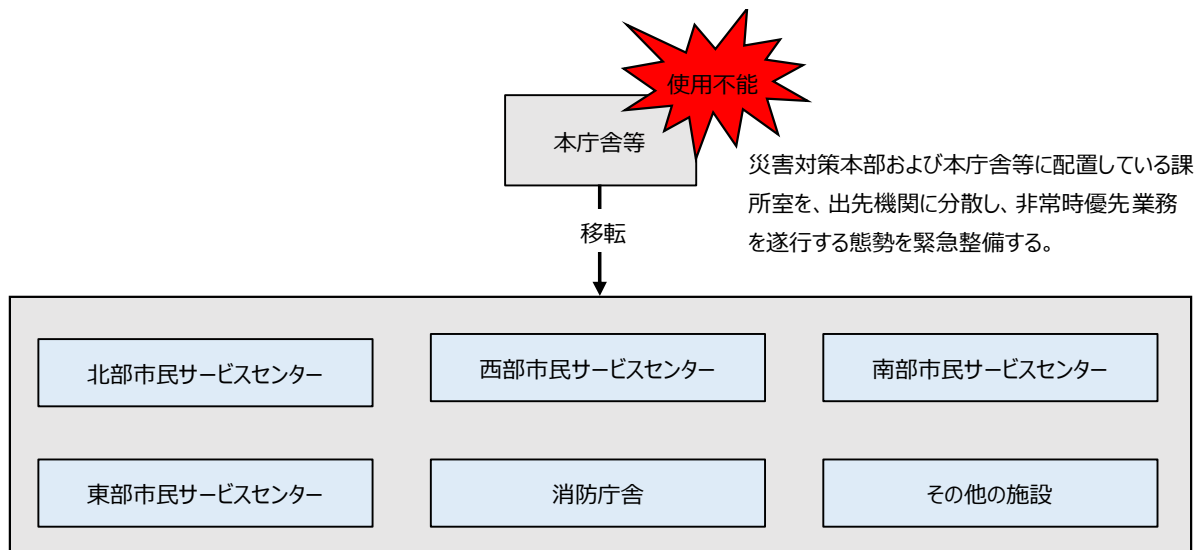 使用不能
本庁舎等
災害対策本部および本庁舎等に配置している課
所室を、出先機関に分散し、非常時優先業務
を遂行する態勢を緊急整備する。
移転
北部市民サービスセンター
西部市民サービスセンター
南部市民サービスセンター
東部市民サービスセンター
消防庁舎
その他の施設